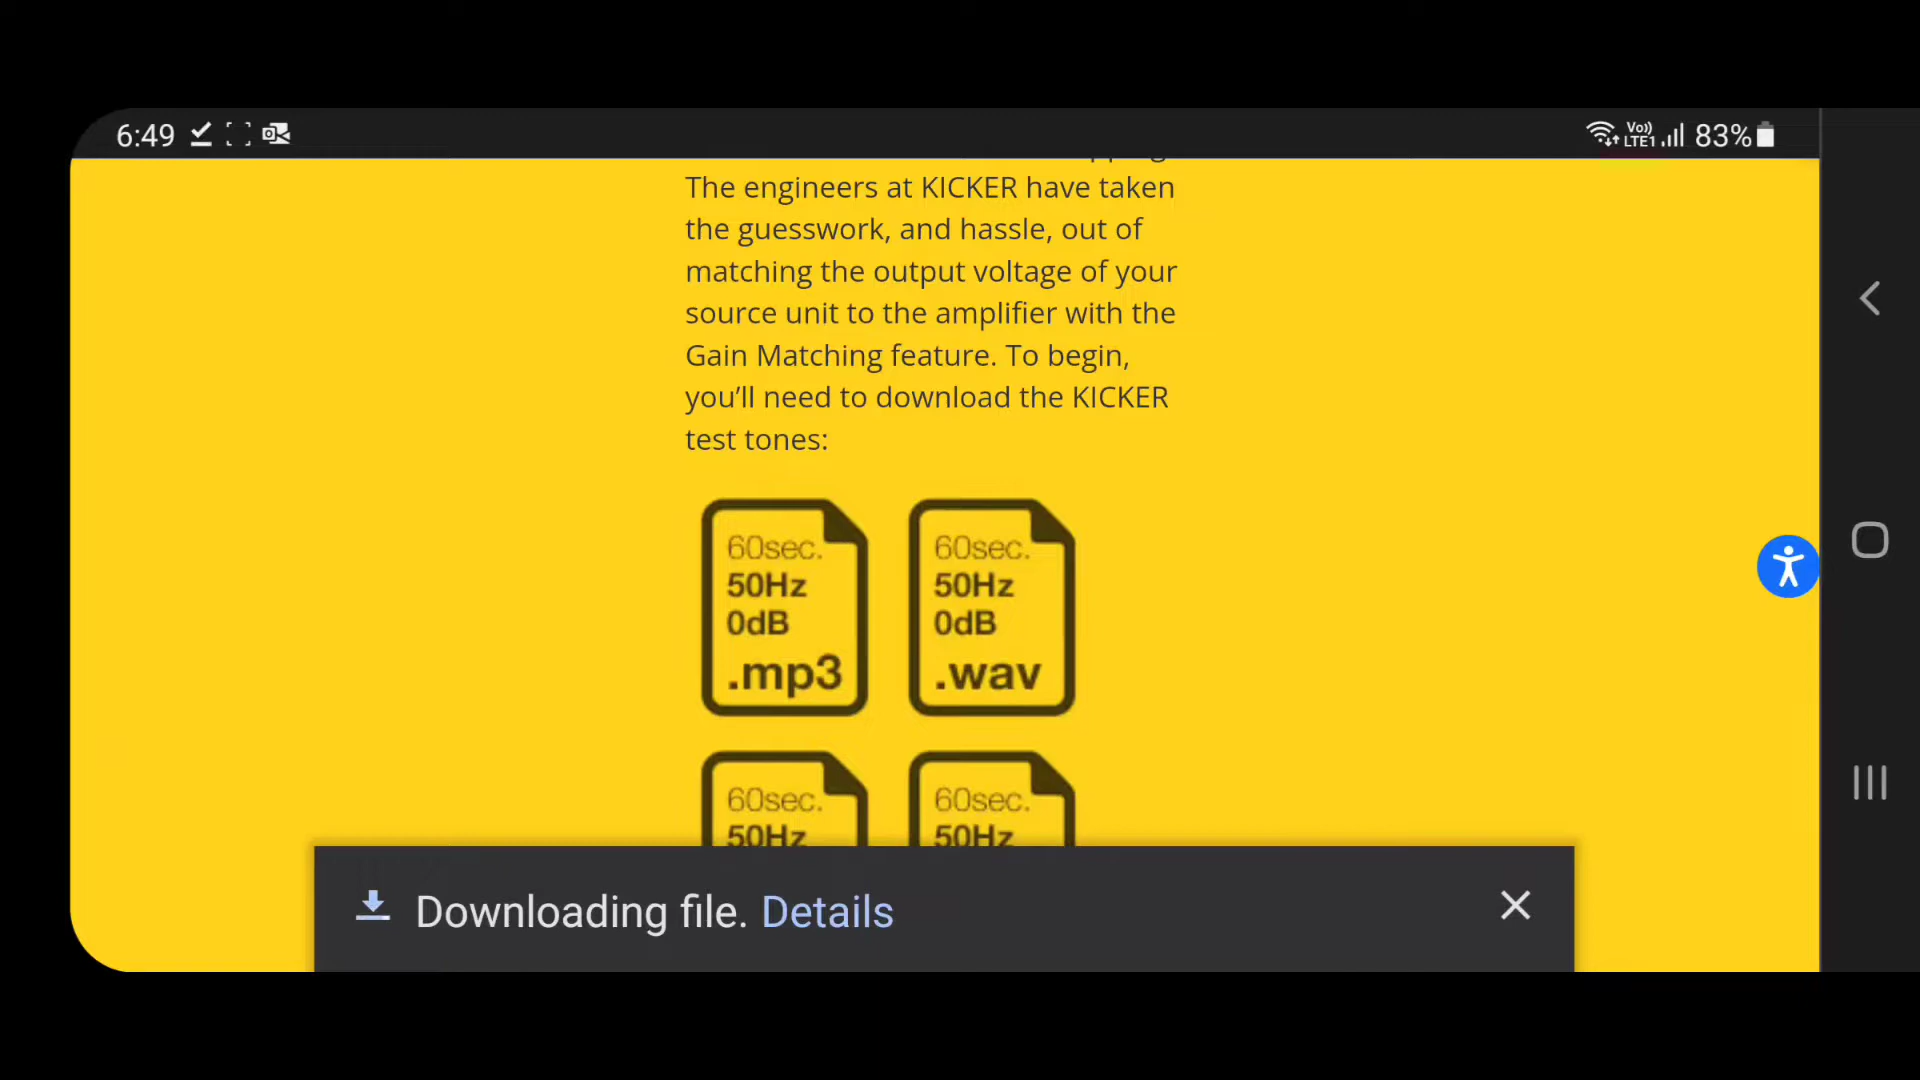 6:49
Vo))
LTE1
83%
The engineers at KICKER have taken
the guesswork, and hassle, out of
matching the output voltage of your
source unit to the amplifier with the
Gain Matching feature. To begin,
you’ll need to download the KICKER
test tones:
60sec.
50Hz
0dB
.mp3
60sec.
50Hz
0dB
.wav
60sec.
50Hz
60sec.
50Hz
Downloading file. Details